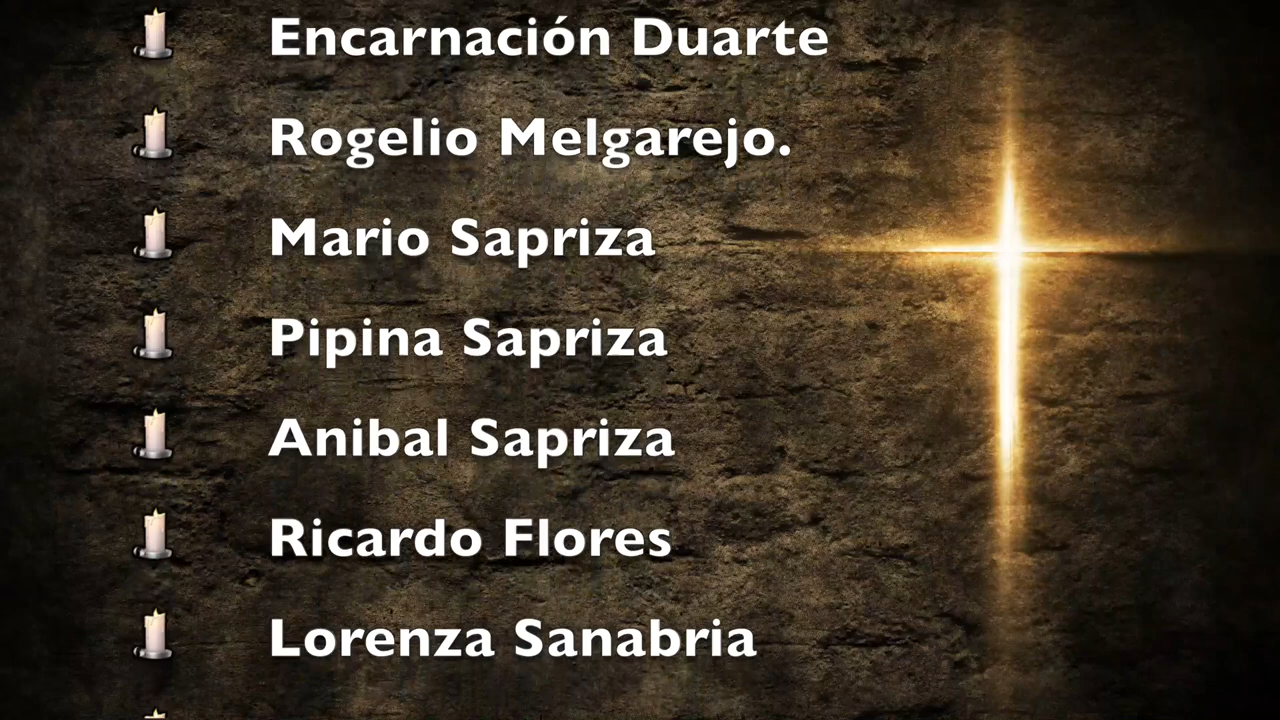 Encarnación Duarte
Rogelio Melgarejo.
Mario Sapriza
Pipina Sapriza
Anibal Sapriza
Ricardo Flores
Lorenza Sanabria